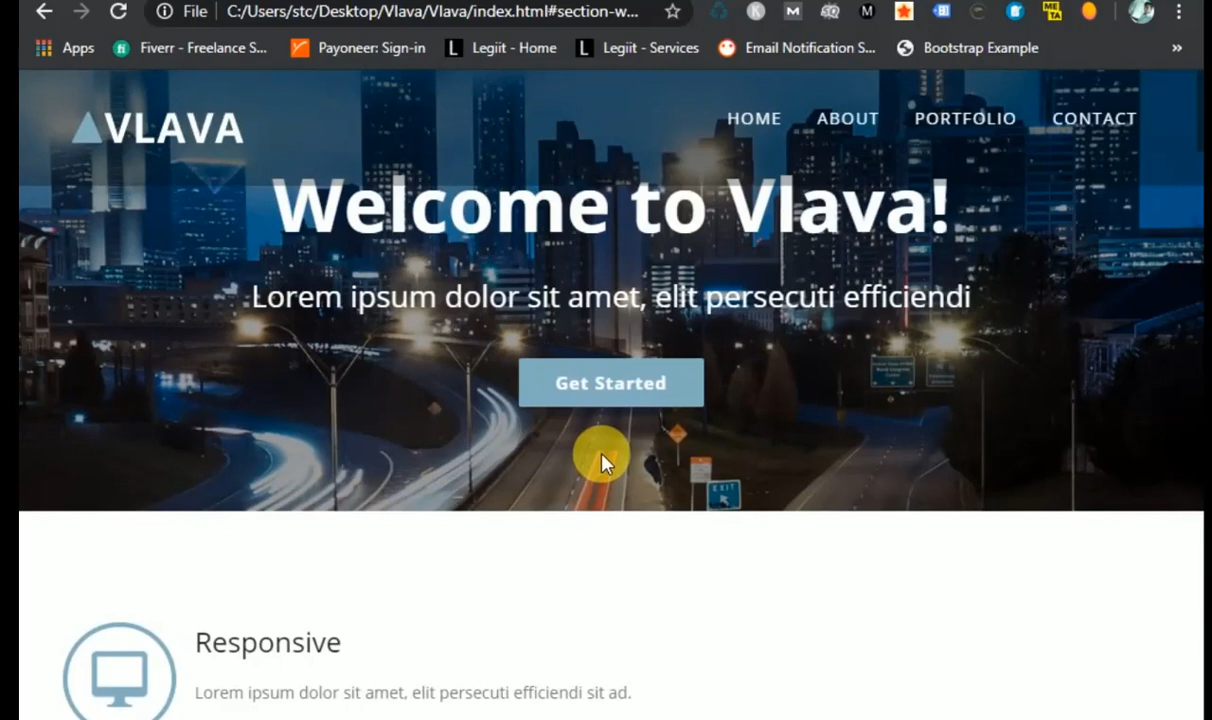 File C:/Users/stc/Desktop/Vlava/Vlava/index.html#section-w...
Apps Fiverr - Freelance S... Payoneer: Sign-in Legiit - Home Legiit - Services Email Notification S... Bootstrap Example »
VLAVA HOME ABOUT PORTFOLIO CONTACT
Welcome to Vlava!
Lorem ipsum dolor sit amet, elit persecuti efficiendi
Get Started
EXIT
Responsive
Lorem ipsum dolor sit amet, elit persecuti efficiendi sit ad.